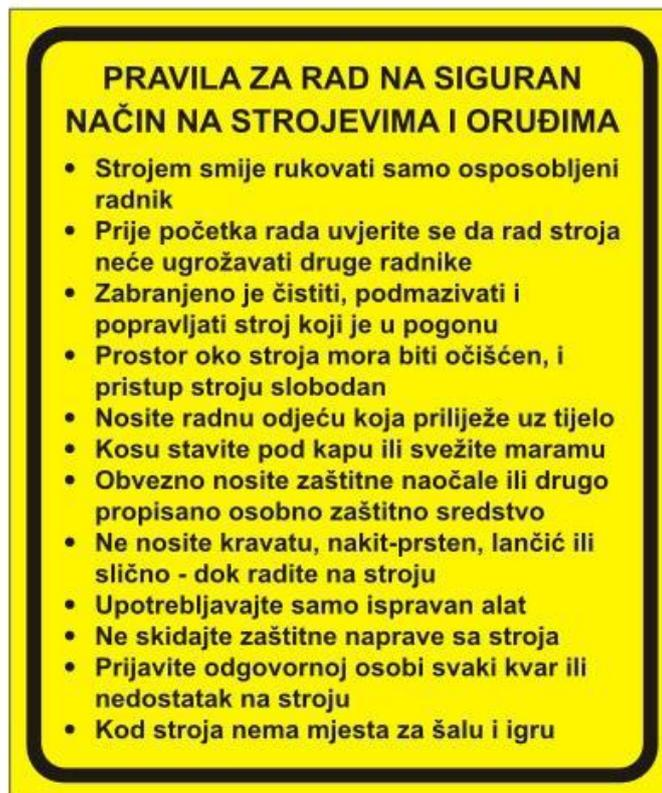 PRAVILA ZA RAD NA SIGURAN
NAČIN NA STROJEVIMA I ORUĐIMA
• Strojem smije rukovati samo osposobljeni
radnik
• Prije početka rada uvjerite se da rad stroja
neće ugrožavati druge radnike
• Zabranjeno je čistiti, podmazivati i
popravljati stroj koji je u pogonu
• Prostor oko stroja mora biti očišćen, i
pristup stroju slobodan
• Nosite radnu odjeću koja priliježe uz tijelo
• Kosu stavite pod kapu ili svežite maramu
• Obvezno nosite zaštitne naočale ili drugo
propisano osobno zaštitno sredstvo
• Ne nosite kravatu, nakit-prsten, lančić ili
slično - dok radite na stroju
• Upotrebljavajte samo ispravan alat
• Ne skidajte zaštitne naprave sa stroja
• Prijavite odgovornoj osobi svaki kvar ili
nedostatak na stroju
• Kod stroja nema mjesta za šalu i igru